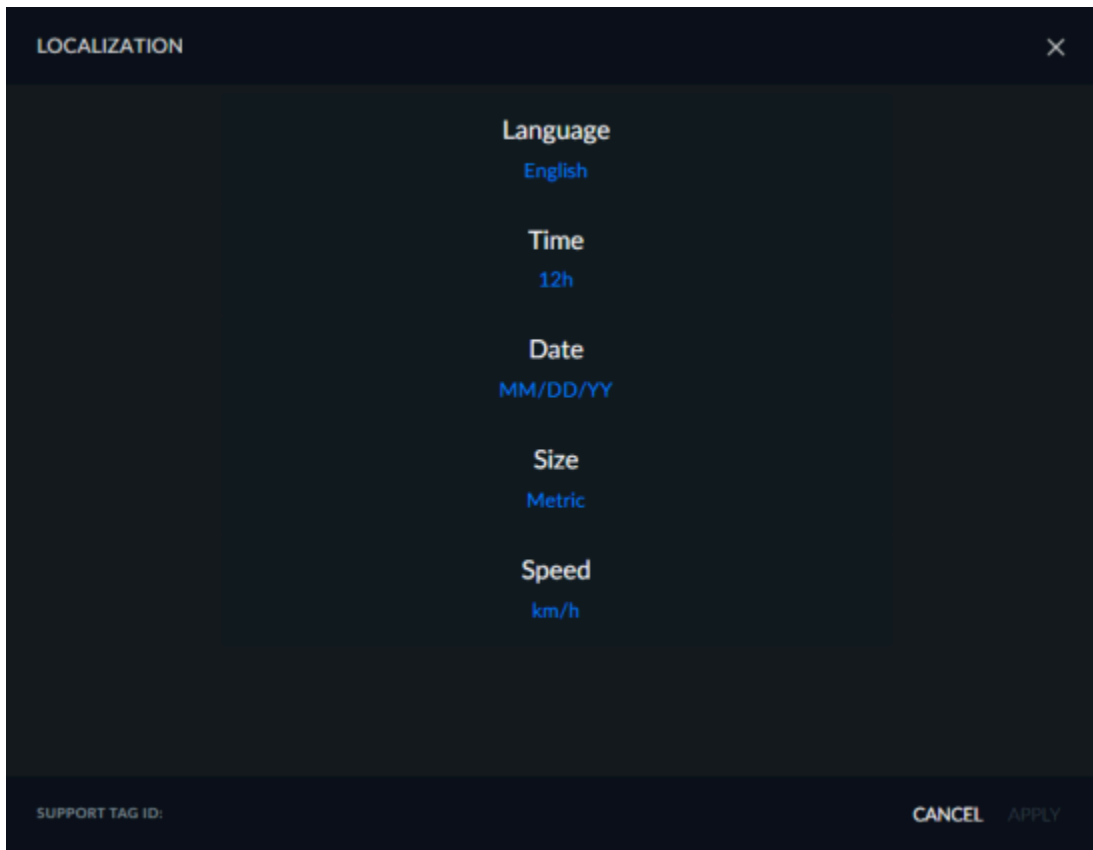 LOCALIZATION
Language
English
Time
12h
Date
MM/DD/YY
Size
Metric
Speed
km/h
SUPPORT TAG ID:
CANCEL APPLY